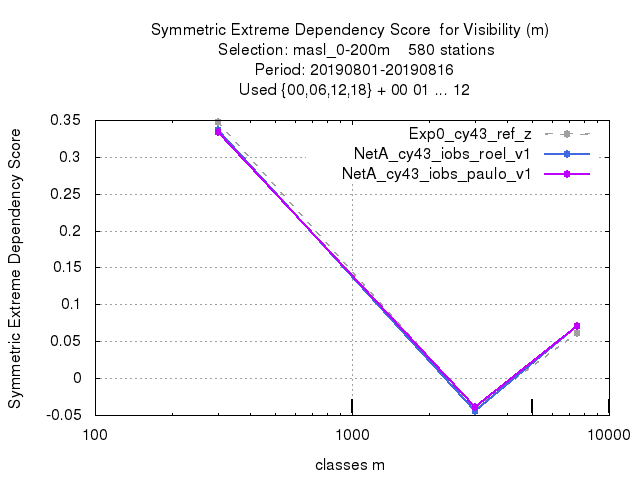 Symmetric Extreme Dependency Score  for Visibility (m)
Selection: masl_0-200m    580 stations
Period: 20190801-20190816
Used {00,06,12,18} + 00 01 ... 12
Symmetric Extreme Dependency Score
0.35
0.3
0.25
0.2
0.15
0.1
0.05
0
-0.05
Exp0_cy43_ref_z
NetA_cy43_iobs_roel_v1
NetA_cy43_iobs_paulo_v1
100 1000 10000
classes m